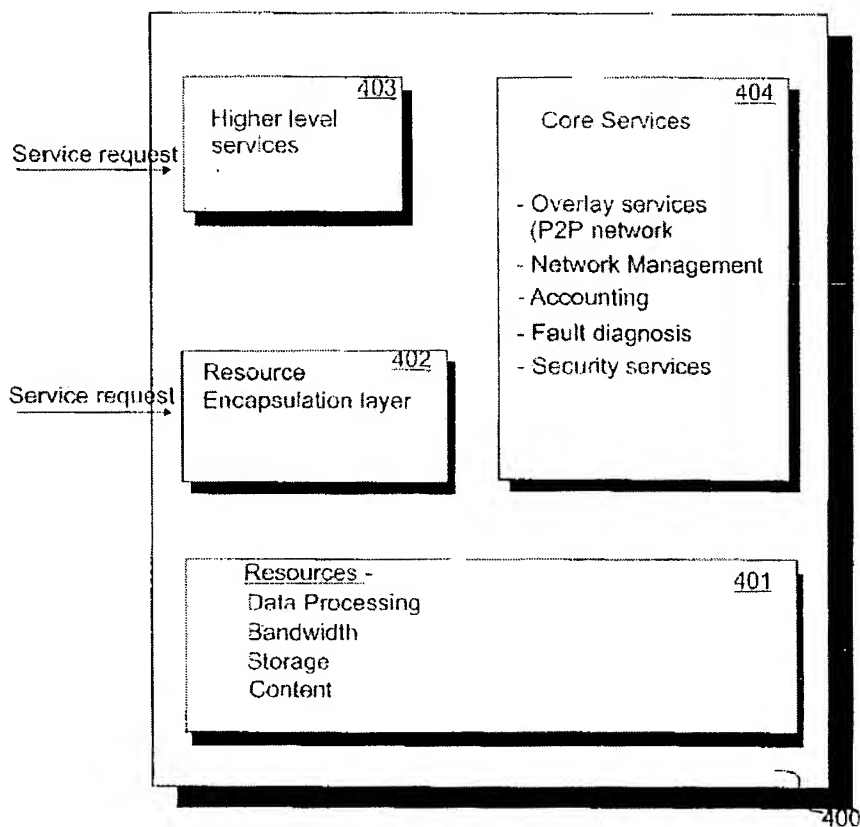 403
Higher level
services
Service request
404
Core Services
- Overlay services
(P2P network
- Network Management
- Accounting
- Fault diagnosis
- Security services
402
Resource
Encapsulation layer
Service request
Resources -
401
Data Processing
Bandwidth
Storage
Content
400